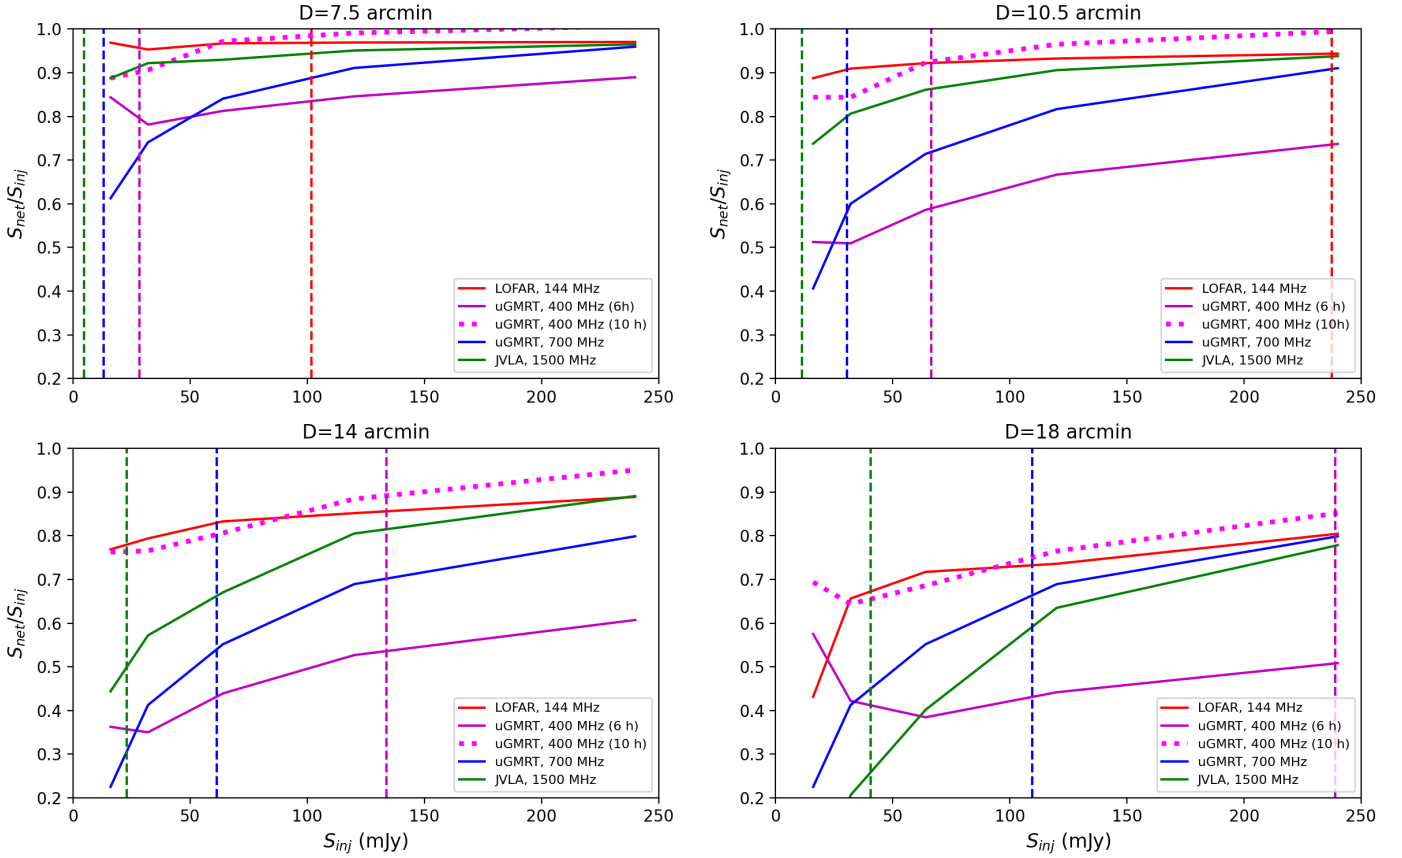 D=7.5 arcmin
1.0
0.9
0.8
0.7
0.6
0.5
0.4
0.3
0.2
S_net/S_inj
LOFAR, 144 MHz
uGMRT, 400 MHz (6h)
uGMRT, 400 MHz (10 h)
uGMRT, 700 MHz
JVLA, 1500 MHz
0 50 100 150 200 250
D=10.5 arcmin
1.0
0.9
0.8
0.7
0.6
0.5
0.4
0.3
0.2
S_net/S_inj
LOFAR, 144 MHz
uGMRT, 400 MHz (6 h)
uGMRT, 400 MHz (10h)
uGMRT, 700 MHz
JVLA, 1500 MHz
0 50 100 150 200 250
D=14 arcmin
1.0
0.9
0.8
0.7
0.6
0.5
0.4
0.3
0.2
S_net/S_inj
LOFAR, 144 MHz
uGMRT, 400 MHz (6 h)
uGMRT, 400 MHz (10 h)
uGMRT, 700 MHz
JVLA, 1500 MHz
0 50 100 150 200 250
S_inj (mJy)
D=18 arcmin
1.0
0.9
0.8
0.7
0.6
0.5
0.4
0.3
0.2
LOFAR, 144 MHz
uGMRT, 400 MHz (6 h)
uGMRT, 400 MHz (10 h)
uGMRT, 700 MHz
JVLA, 1500 MHz
0 50 100 150 200 250
S_inj (mJy)